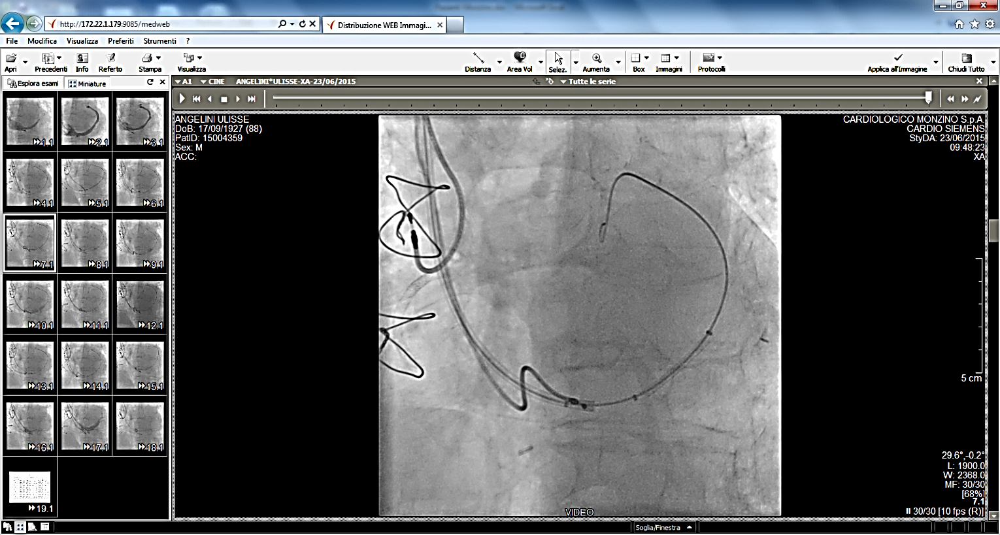 http://172.22.1.179:9085/medweb
Distribuzione WEB Immagi...
File Modifica Visualizza Preferiti Strumenti ?
Apri Precedenti Info Referto Stampa Visualizza Distanza Area Vol Selez. Aumenta Box Immagini Protocolli Applica all'Immagine Chiudi Tutto
Esplora esami Miniature
A1 CINE ANGELINI*ULISSE-XA-23/06/2015 Tutte le serie
1.1 2.1 3.1
4.1 5.1 6.1
7.1 8.1 9.1
10.1 11.1 12.1
13.1 14.1 15.1
16.1 17.1 18.1
19.1
ANGELINI ULISSE
DoB: 17/09/1927 (88)
PatID: 15004359
Sex: M
ACC:
CARDIOLOGICO MONZINO S.p.A
CARDIO SIEMENS
StyDA: 23/06/2015
09:48:23
XA
5 cm
29.6°,-0.2°
L: 1900.0
W: 2368.0
MF: 30/30
[68%]
7.1
30/30 [10 fps (R)]
VIDEO
Soglia/Finestra